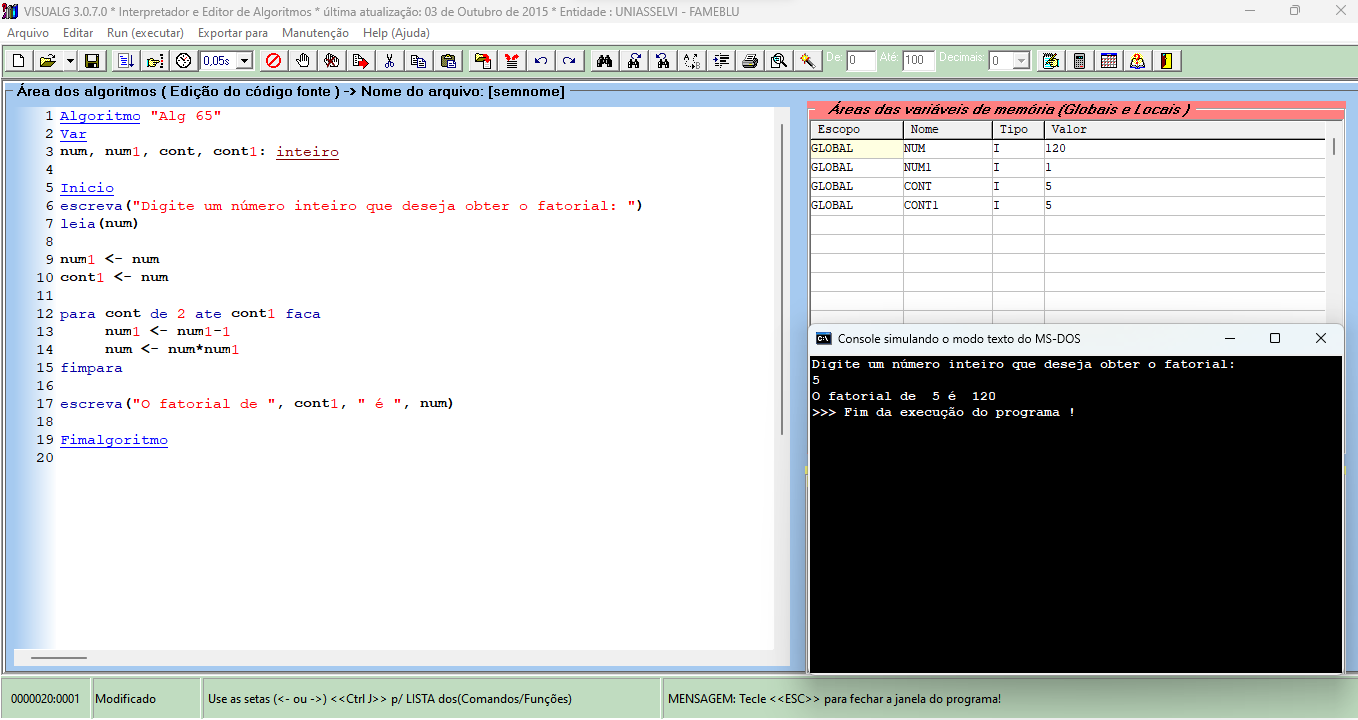 VISUALG 3.0.7.0 * Interpretador e Editor de Algoritmos * última atualização: 03 de Outubro de 2015 * Entidade : UNIASSELVI - FAMEBLU
Arquivo Editar Run (executar) Exportar para Manutenção Help (Ajuda)
0,05s De: 0 Até: 100 Decimais: 0
Área dos algoritmos ( Edição do código fonte ) -> Nome do arquivo: [semnome]
1 Algoritmo "Alg 65"
2 Var
3 num, num1, cont, cont1: inteiro
4
5 Inicio
6 escreva("Digite um número inteiro que deseja obter o fatorial: ")
7 leia(num)
8
9 num1 <- num
10 cont1 <- num
11
12 para cont de 2 ate cont1 faca
13 num1 <- num1-1
14 num <- num*num1
15 fimpara
16
17 escreva("O fatorial de ", cont1, " é ", num)
18
19 Fimalgoritmo
20
Áreas das variáveis de memória (Globais e Locais )
Escopo Nome Tipo Valor
GLOBAL NUM I 120
GLOBAL NUM1 I 1
GLOBAL CONT I 5
GLOBAL CONT1 I 5
Console simulando o modo texto do MS-DOS
Digite um número inteiro que deseja obter o fatorial:
5
O fatorial de  5 é  120
>>> Fim da execução do programa !
0000020:0001 Modificado Use as setas (<- ou ->) <<Ctrl J>> p/ LISTA dos(Comandos/Funções) MENSAGEM: Tecle <<ESC>> para fechar a janela do programa!